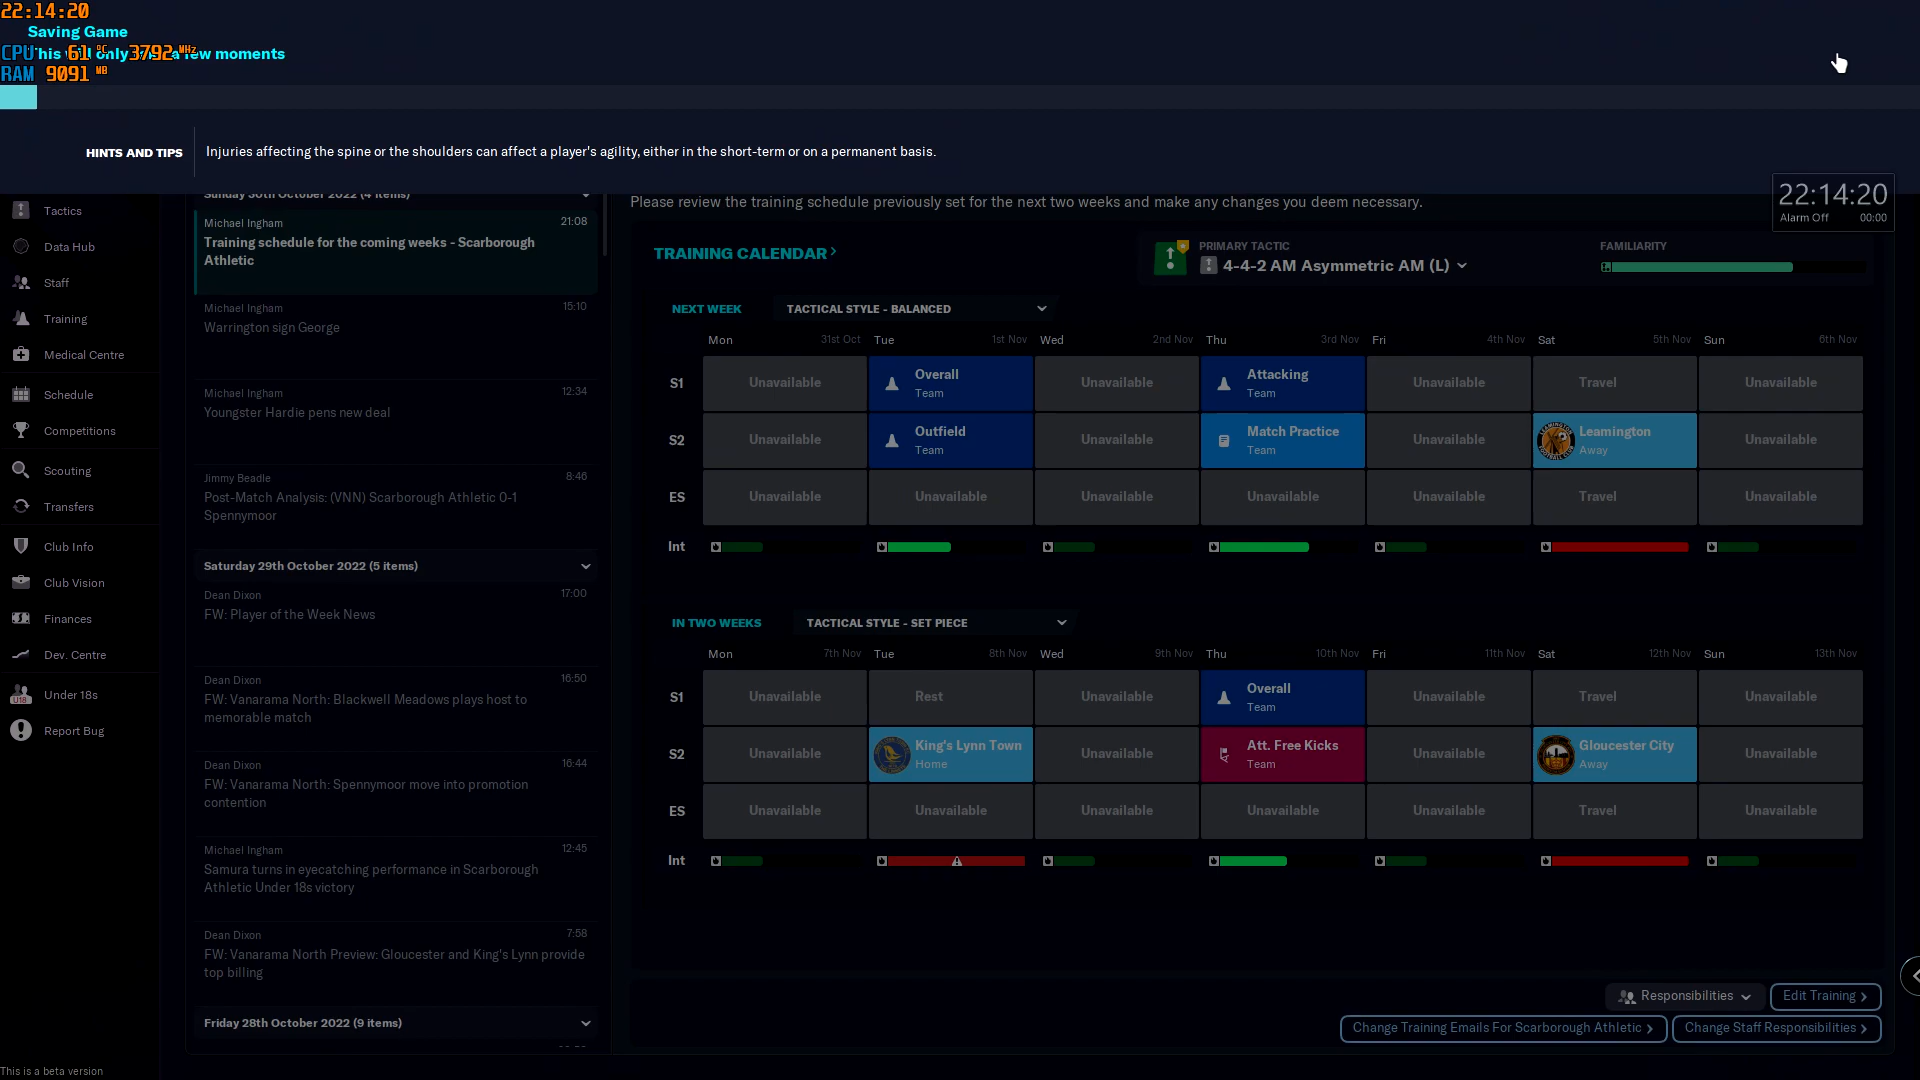 22:14:20
Saving Game
CPU 61 °C 3792 MHz
RAM 9091 MB
HINTS AND TIPS
Injuries affecting the spine or the shoulders can affect a player's agility, either in the short-term or on a permanent basis.
22:14:20
Alarm Off 00:00
Tactics
Data Hub
Staff
Training
Medical Centre
Schedule
Competitions
Scouting
Transfers
Club Info
Club Vision
Finances
Dev. Centre
Under 18s
Report Bug
This is a beta version
Sunday 30th October 2022 (4 items)
Michael Ingham 21:08
Training schedule for the coming weeks - Scarborough
Athletic
Michael Ingham 15:10
Warrington sign George
Michael Ingham 12:34
Youngster Hardie pens new deal
Jimmy Beadle 8:46
Post-Match Analysis: (VNN) Scarborough Athletic 0-1
Spennymoor
Saturday 29th October 2022 (5 items)
Dean Dixon 17:00
FW: Player of the Week News
Dean Dixon 16:50
FW: Vanarama North: Blackwell Meadows plays host to
memorable match
Dean Dixon 16:44
FW: Vanarama North: Spennymoor move into promotion
contention
Michael Ingham 12:45
Samura turns in eyecatching performance in Scarborough
Athletic Under 18s victory
Dean Dixon 7:58
FW: Vanarama North Preview: Gloucester and King's Lynn provide
top billing
Friday 28th October 2022 (9 items)
Please review the training schedule previously set for the next two weeks and make any changes you deem necessary.
TRAINING CALENDAR
PRIMARY TACTIC
4-4-2 AM Asymmetric AM (L)
FAMILIARITY
NEXT WEEK TACTICAL STYLE - BALANCED
Mon 31st Oct Tue 1st Nov Wed 2nd Nov Thu 3rd Nov Fri 4th Nov Sat 5th Nov Sun 6th Nov
S1 Unavailable Overall Team Unavailable Attacking Team Unavailable Travel Unavailable
S2 Unavailable Outfield Team Unavailable Match Practice Team Unavailable Leamington Away Unavailable
ES Unavailable Unavailable Unavailable Unavailable Unavailable Travel Unavailable
Int
IN TWO WEEKS TACTICAL STYLE - SET PIECE
Mon 7th Nov Tue 8th Nov Wed 9th Nov Thu 10th Nov Fri 11th Nov Sat 12th Nov Sun 13th Nov
S1 Unavailable Rest Unavailable Overall Team Unavailable Travel Unavailable
S2 Unavailable King's Lynn Town Home Unavailable Att. Free Kicks Team Unavailable Gloucester City Away Unavailable
ES Unavailable Unavailable Unavailable Unavailable Unavailable Travel Unavailable
Int
Responsibilities
Edit Training
Change Training Emails For Scarborough Athletic
Change Staff Responsibilities